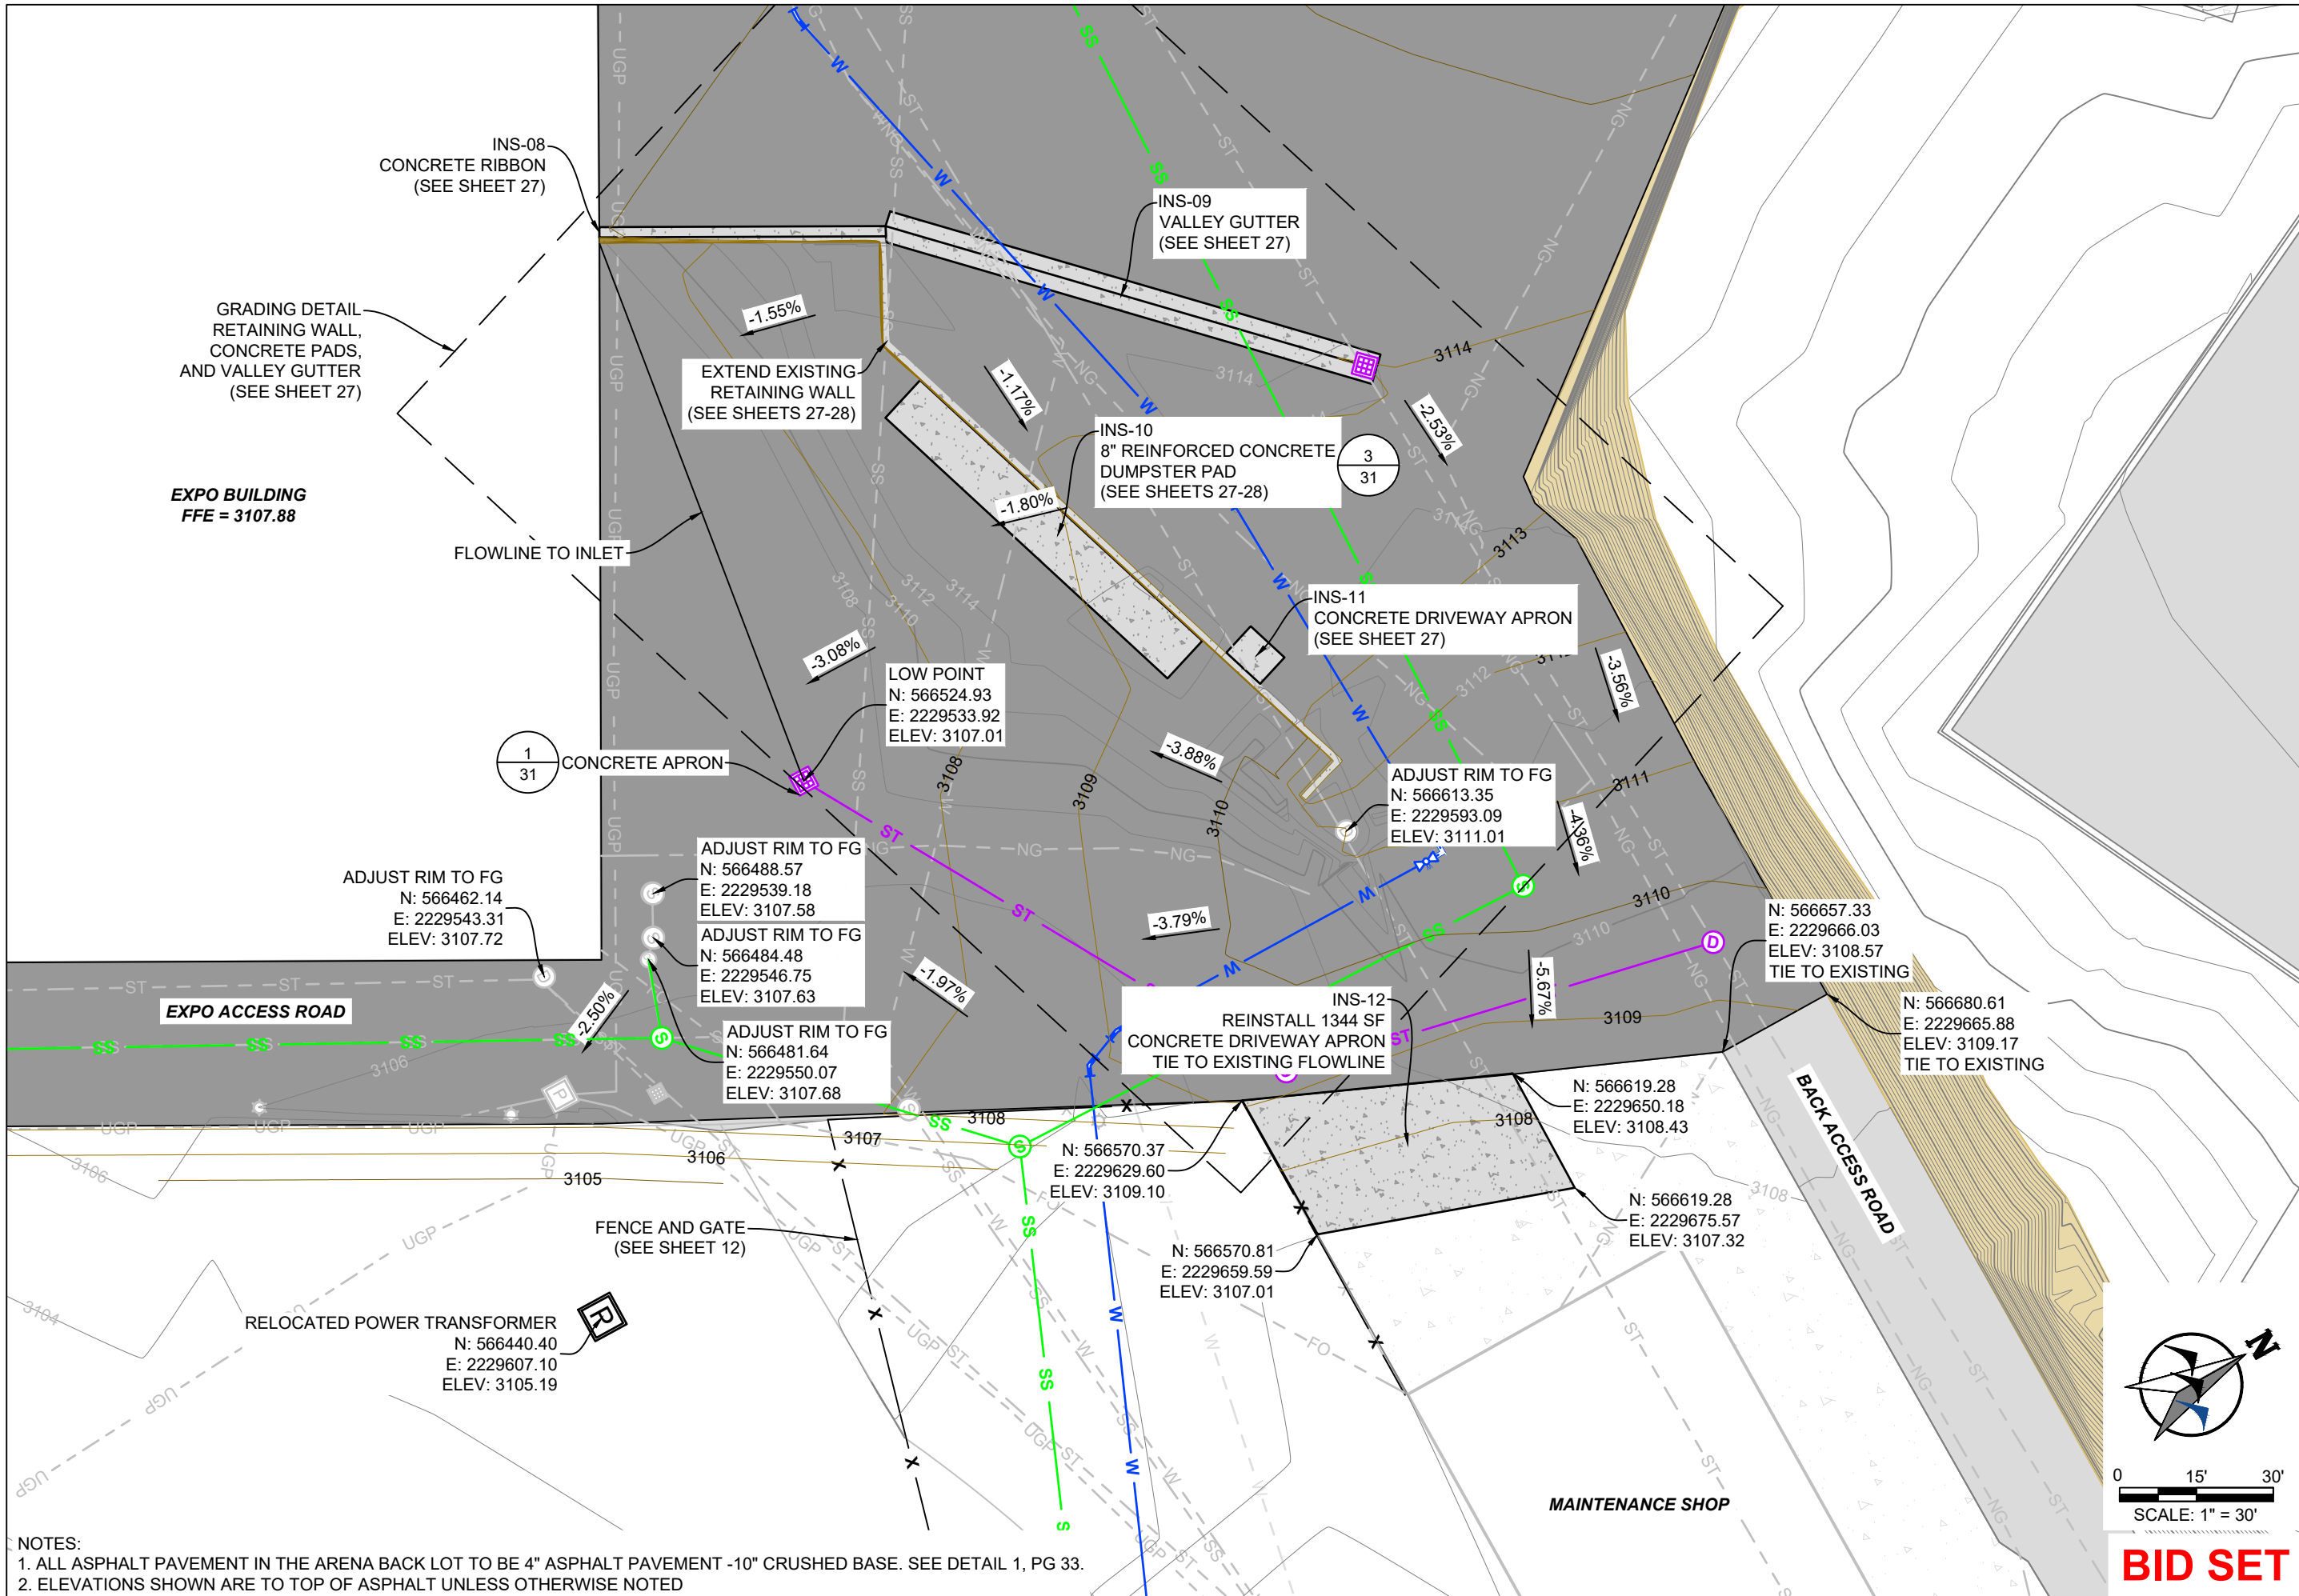 INS-08
CONCRETE RIBBON
(SEE SHEET 27)
GRADING DETAIL
RETAINING WALL,
CONCRETE PADS,
AND VALLEY GUTTER
(SEE SHEET 27)
EXPO BUILDING
FFE = 3107.88
FLOWLINE TO INLET
INS-09
VALLEY GUTTER
(SEE SHEET 27)
-1.55%
EXTEND EXISTING
RETAINING WALL
(SEE SHEETS 27-28)
-1.17%
3114
3114
-2.53%
INS-10
8" REINFORCED CONCRETE
DUMPSTER PAD
(SEE SHEETS 27-28)
3
31
-1.80%
3114
3113
3108
3112
3110
3114
INS-11
CONCRETE DRIVEWAY APRON
(SEE SHEET 27)
-3.08%
3112
-3.56%
LOW POINT
N: 566524.93
E: 2229533.92
ELEV: 3107.01
1
31
CONCRETE APRON
3108
3109
3110
-3.88%
ADJUST RIM TO FG
N: 566613.35
E: 2229593.09
ELEV: 3111.01
3111
-4.36%
ADJUST RIM TO FG
N: 566488.57
E: 2229539.18
ELEV: 3107.58
ADJUST RIM TO FG
N: 566462.14
E: 2229543.31
ELEV: 3107.72
ADJUST RIM TO FG
N: 566484.48
E: 2229546.75
ELEV: 3107.63
-3.79%
3110
3110
-1.97%
-5.67%
N: 566657.33
E: 2229666.03
ELEV: 3108.57
TIE TO EXISTING
EXPO ACCESS ROAD
-2.50%
ADJUST RIM TO FG
N: 566481.64
E: 2229550.07
ELEV: 3107.68
INS-12
REINSTALL 1344 SF
CONCRETE DRIVEWAY APRON
TIE TO EXISTING FLOWLINE
3109
N: 566680.61
E: 2229665.88
ELEV: 3109.17
TIE TO EXISTING
3106
N: 566619.28
E: 2229650.18
ELEV: 3108.43
BACK ACCESS ROAD
3108
3107
3106
3105
3106
N: 566570.37
E: 2229629.60
ELEV: 3109.10
3108
3108
N: 566619.28
E: 2229675.57
ELEV: 3107.32
FENCE AND GATE
(SEE SHEET 12)
N: 566570.81
E: 2229659.59
ELEV: 3107.01
3104
RELOCATED POWER TRANSFORMER
N: 566440.40
E: 2229607.10
ELEV: 3105.19
R
N
0 15' 30'
SCALE: 1" = 30'
MAINTENANCE SHOP
NOTES:
1. ALL ASPHALT PAVEMENT IN THE ARENA BACK LOT TO BE 4" ASPHALT PAVEMENT -10" CRUSHED BASE. SEE DETAIL 1, PG 33.
2. ELEVATIONS SHOWN ARE TO TOP OF ASPHALT UNLESS OTHERWISE NOTED
BID SET